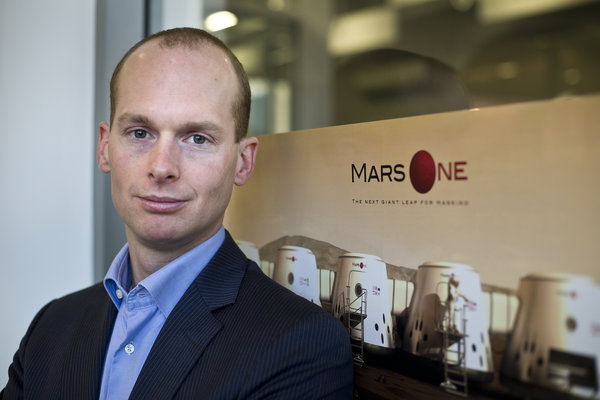 MARS ONE
THE NEXT GIANT LEAP FOR MANKIND